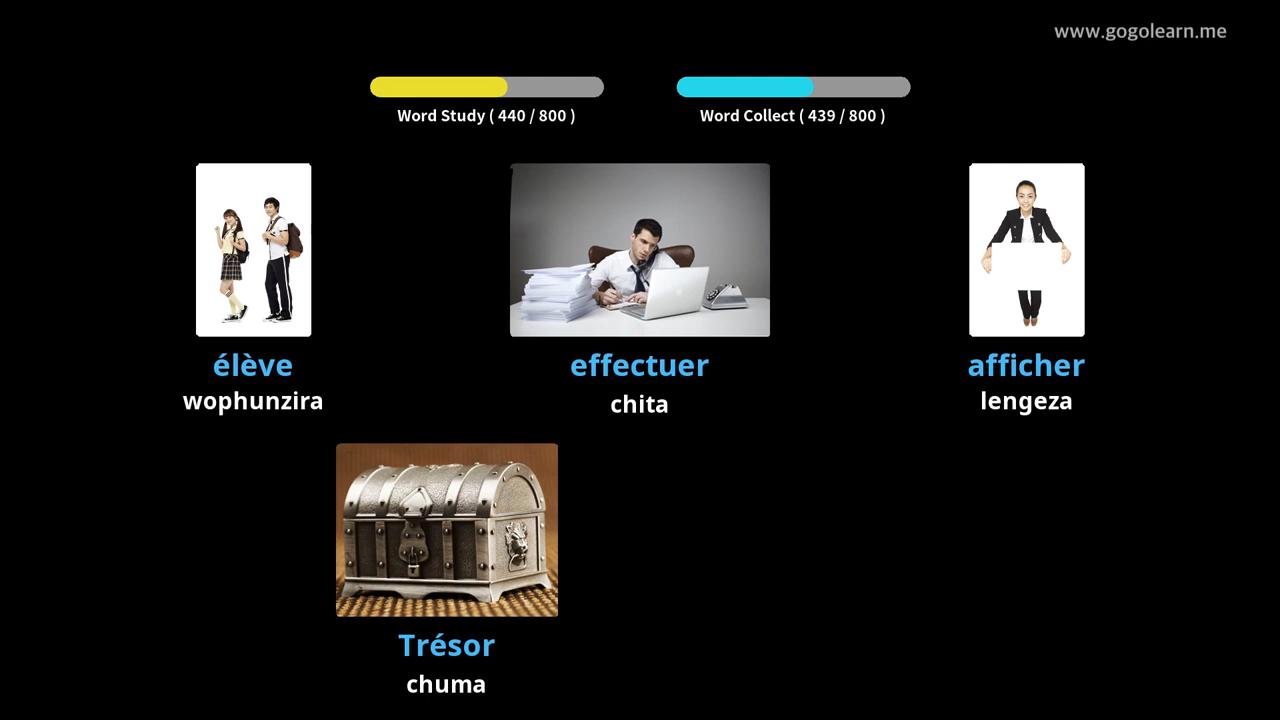 www.gogolearn.me
Word Study ( 440 / 800 )
Word Collect ( 439 / 800 )
élève
wophunzira
effectuer
chita
afficher
lengeza
Trésor
chuma